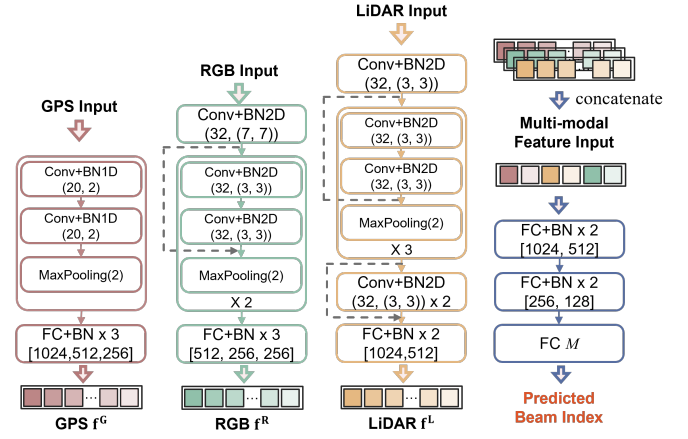 GPS Input
Conv+BN1D
(20, 2)
Conv+BN1D
(20, 2)
MaxPooling(2)
FC+BN x 3
[1024,512,256]
...
GPS f^G
RGB Input
Conv+BN2D
(32, (7, 7))
Conv+BN2D
(32, (3, 3))
Conv+BN2D
(32, (3, 3))
MaxPooling(2)
X 2
FC+BN x 3
[512, 256, 256]
...
RGB f^R
LiDAR Input
Conv+BN2D
(32, (3, 3))
Conv+BN2D
(32, (3, 3))
Conv+BN2D
(32, (3, 3))
MaxPooling(2)
X 3
Conv+BN2D
(32, (3, 3)) x 2
FC+BN x 2
[1024,512]
...
LiDAR f^L
...
concatenate
Multi-modal
Feature Input
FC+BN x 2
[1024, 512]
FC+BN x 2
[256, 128]
FC M
Predicted
Beam Index